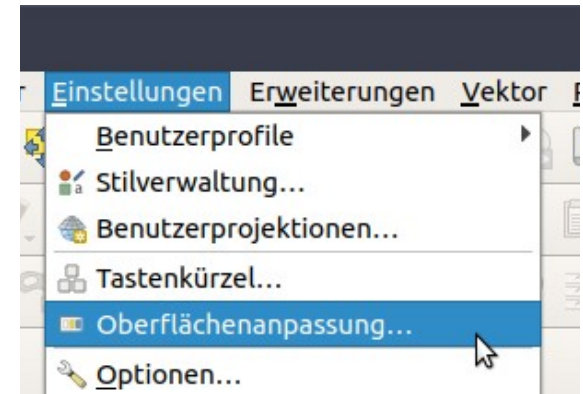 Einstellungen Erweiterungen Vektor
Benutzerprofile
Stilverwaltung...
Benutzerprojektionen...
Tastenkürzel...
Oberflächenanpassung...
Optionen...